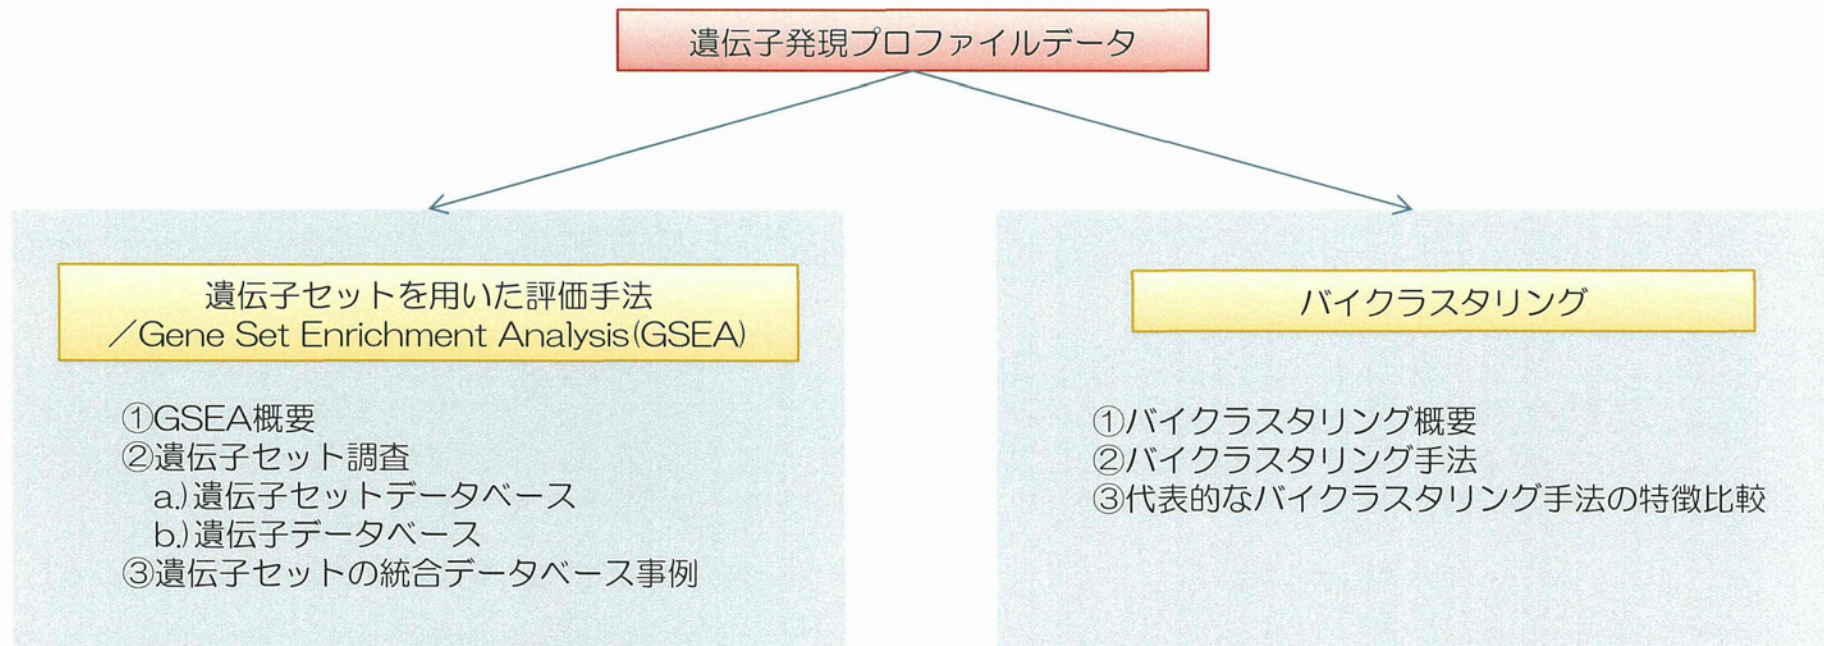 遺伝子発現プロファイルデータ
遺伝子セットを用いた評価手法
／Gene Set Enrichment Analysis(GSEA)
①GSEA概要
②遺伝子セット調査
a.)遺伝子セットデータベース
b.)遺伝子データベース
③遺伝子セットの統合データベース事例
バイクラスタリング
①バイクラスタリング概要
②バイクラスタリング手法
③代表的なバイクラスタリング手法の特徴比較